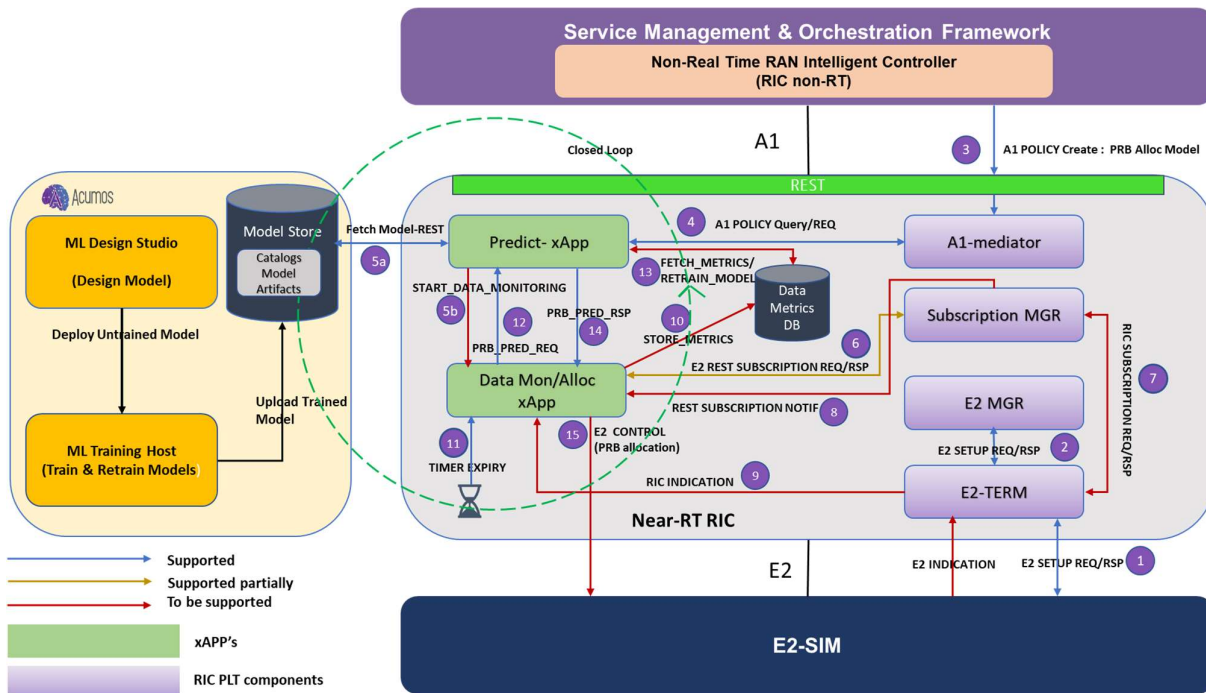 Service Management & Orchestration Framework
Non-Real Time RAN Intelligent Controller
(RIC non-RT)
A1
3
A1 POLICY Create : PRB Alloc Model
Closed Loop
REST
Acumos
ML Design Studio
(Design Model)
Deploy Untrained Model
ML Training Host
(Train & Retrain Models)
Upload Trained
Model
Model Store
Catalogs
Model
Artifacts
Fetch Model-REST
5a
Predict- xApp
4
A1 POLICY Query/REQ
A1-mediator
13
FETCH_METRICS/
RETRAIN_MODEL
START_DATA_MONITORING
5b
12
PRB_PRED_REQ
PRB_PRED_RSP
14
10
STORE_METRICS
Data
Metrics
DB
Subscription MGR
6
E2 REST SUBSCRIPTION REQ/RSP
RIC SUBSCRIPTION REQ/RSP
7
Data Mon/Alloc
xApp
REST SUBSCRIPTION NOTIF
8
E2 MGR
11
TIMER EXPIRY
15
E2 CONTROL
(PRB allocation)
2
E2 SETUP REQ/RSP
RIC INDICATION
9
E2-TERM
Near-RT RIC
E2
E2 INDICATION
E2 SETUP REQ/RSP
1
E2-SIM
Supported
Supported partially
To be supported
xAPP's
RIC PLT components